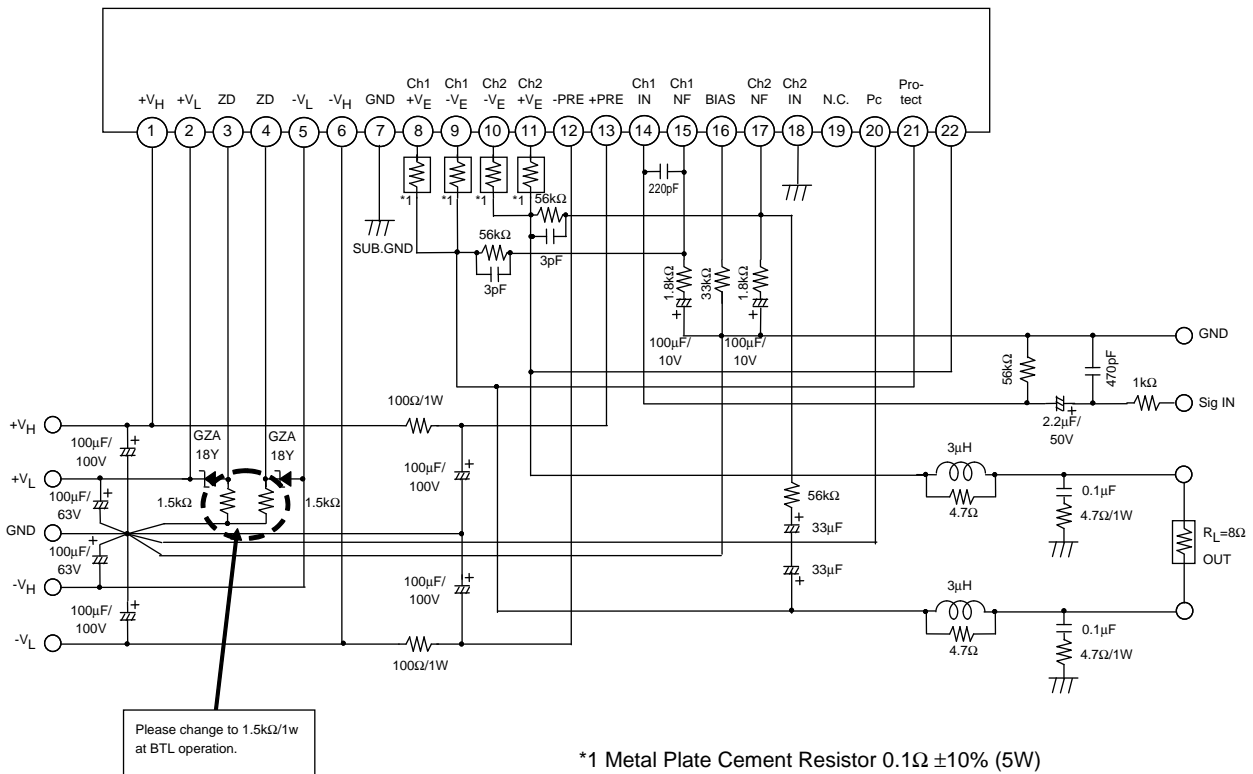 Ch1 Ch1 Ch2 Ch2 Ch1 Ch1 Ch2 Ch2 Pro-
+VH +VL ZD ZD -VL -VH GND +VE -VE -VE +VE -PRE +PRE IN NF BIAS NF IN N.C. Pc tect
1 2 3 4 5 6 7 8 9 10 11 12 13 14 15 16 17 18 19 20 21 22
220pF
*1 *1 *1 *1
56kΩ
SUB.GND
56kΩ
3pF
3pF
1.8kΩ
33kΩ
1.8kΩ
+ +
100µF/
10V
100µF/
10V
GND
56kΩ
470pF
1kΩ
Sig IN
+
2.2µF/
50V
+VH
100Ω/1W
100µF/
100V
+
GZA
18Y
GZA
18Y
100µF/
100V
+
+VL
100µF/
63V
+
1.5kΩ
1.5kΩ
3µH
4.7Ω
0.1µF
4.7Ω/1W
56kΩ
33µF
+
GND
100µF/
63V
+
RL=8Ω
OUT
33µF
+
-VH
100µF/
100V
+
100µF/
100V
+
3µH
4.7Ω
0.1µF
4.7Ω/1W
-VL
100Ω/1W
Please change to 1.5kΩ/1w
at BTL operation.
*1 Metal Plate Cement Resistor 0.1Ω ±10% (5W)